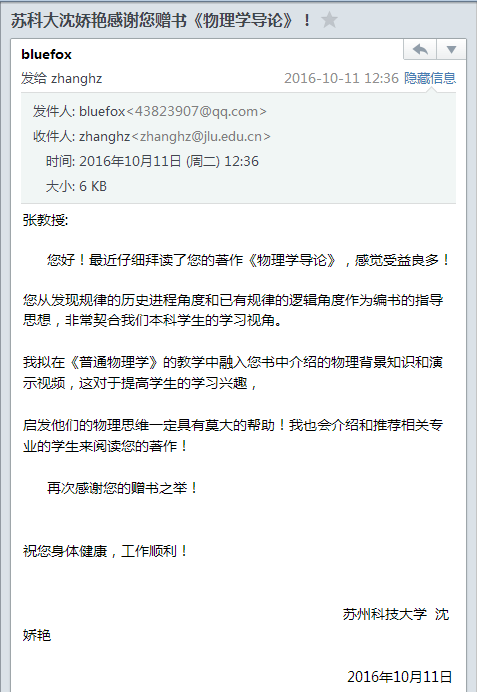 苏科大沈娇艳感谢您赠书《物理学导论》！
bluefox
发给 zhanghz
2016-10-11 12:36 隐藏信息
发件人: bluefox<43823907@qq.com>
收件人: zhanghz<zhanghz@jlu.edu.cn>
时间: 2016年10月11日 (周二) 12:36
大小: 6 KB
张教授:
您好！最近仔细拜读了您的著作《物理学导论》，感觉受益良多！
您从发现规律的历史进程角度和已有规律的逻辑角度作为编书的指导
思想，非常契合我们本科学生的学习视角。
我拟在《普通物理学》的教学中融入您书中介绍的物理背景知识和演
示视频，这对于提高学生的学习兴趣，
启发他们的物理思维一定具有莫大的帮助！我也会介绍和推荐相关专
业的学生来阅读您的著作！
再次感谢您的赠书之举！
祝您身体健康，工作顺利！
苏州科技大学 沈
娇艳
2016年10月11日